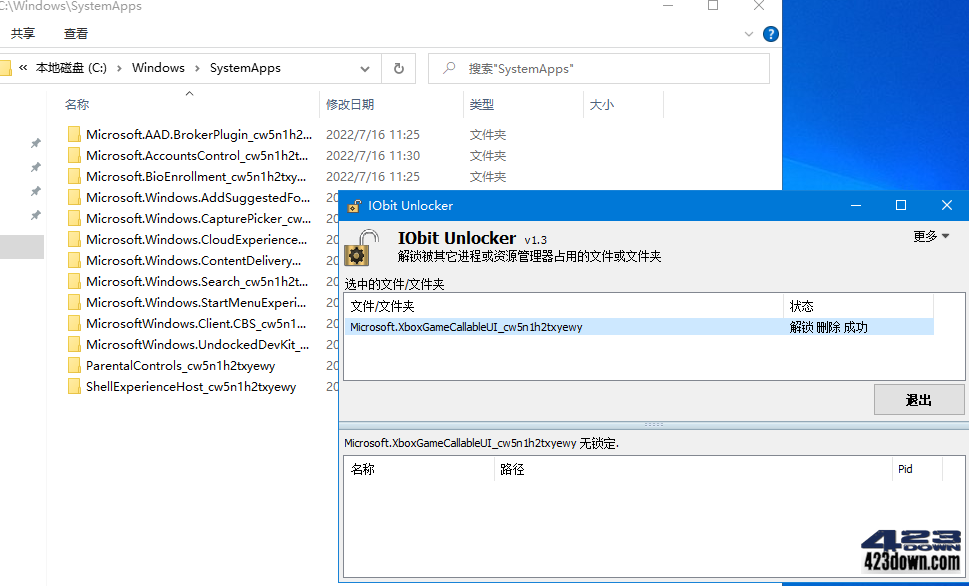 C:\Windows\SystemApps
共享 查看
« 本地磁盘 (C:) › Windows › SystemApps 搜索"SystemApps"
名称 修改日期 类型 大小
Microsoft.AAD.BrokerPlugin_cw5n1h2... 2022/7/16 11:25 文件夹
Microsoft.AccountsControl_cw5n1h2t... 2022/7/16 11:30 文件夹
Microsoft.BioEnrollment_cw5n1h2txy... 2022/7/16 11:25 文件夹
Microsoft.Windows.AddSuggestedFo... 20
Microsoft.Windows.CapturePicker_cw... 20
Microsoft.Windows.CloudExperience... 20
Microsoft.Windows.ContentDelivery... 20
Microsoft.Windows.Search_cw5n1h2t... 20
Microsoft.Windows.StartMenuExperi... 20
MicrosoftWindows.Client.CBS_cw5n1... 20
MicrosoftWindows.UndockedDevKit_... 20
ParentalControls_cw5n1h2txyewy 20
ShellExperienceHost_cw5n1h2txyewy 20
IObit Unlocker
IObit Unlocker v1.3 更多
解锁被其它进程或资源管理器占用的文件或文件夹
选中的文件/文件夹
文件/文件夹 状态
Microsoft.XboxGameCallableUI_cw5n1h2txyewy 解锁 删除 成功
退出
Microsoft.XboxGameCallableUI_cw5n1h2txyewy 无锁定.
名称 路径 Pid
423
DOWN
423down.com